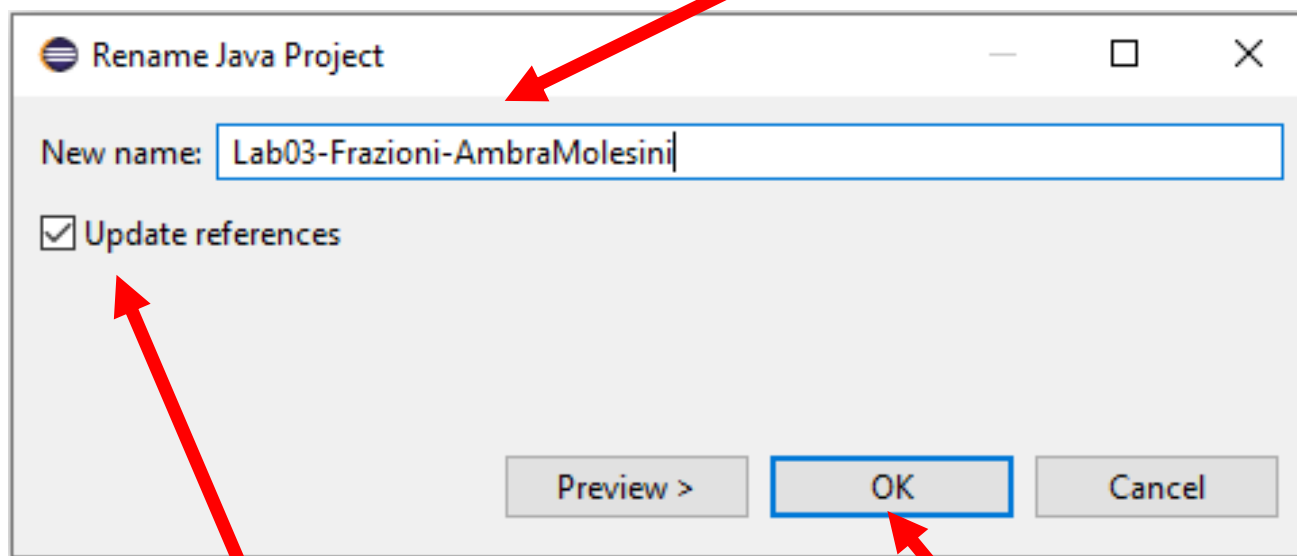 Rename Java Project
New name: Lab03-Frazioni-AmbraMolesini
Update references
Preview > OK Cancel